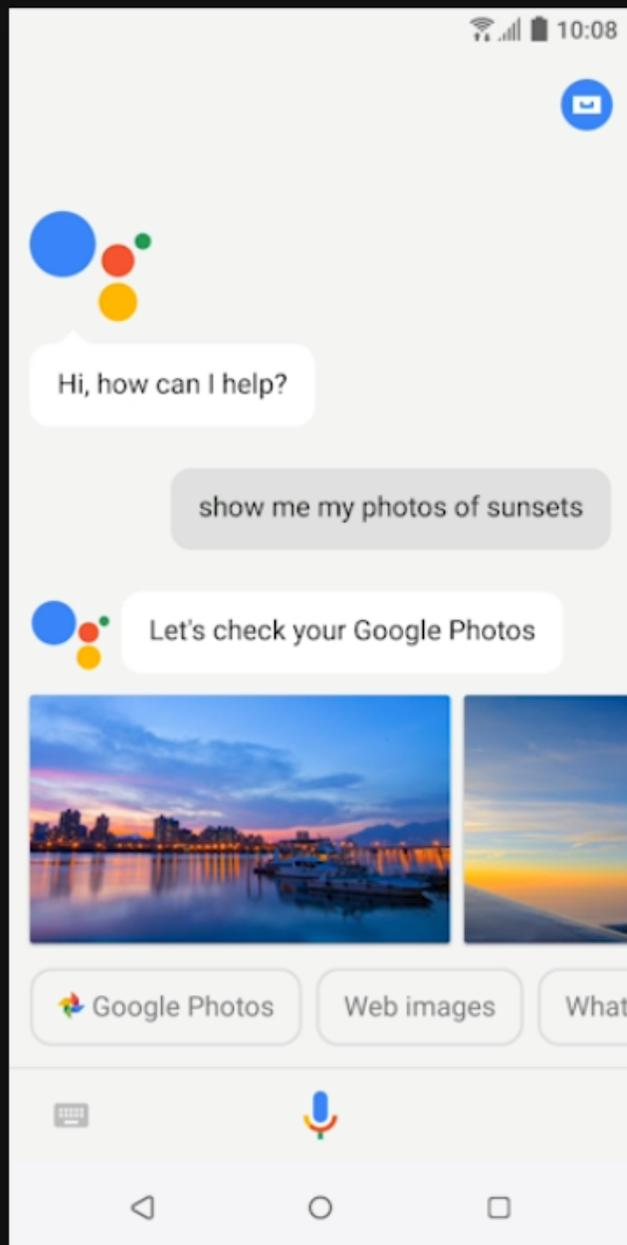 10:08
Hi, how can I help?
show me my photos of sunsets
Let's check your Google Photos
Google Photos
Web images
What